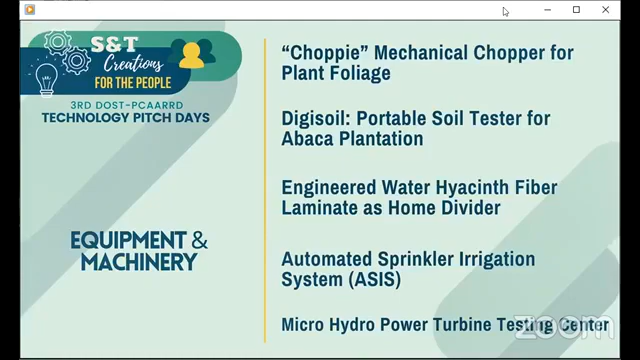 S&T
Creations
FOR THE PEOPLE
3RD DOST-PCAARRD
TECHNOLOGY PITCH DAYS
EQUIPMENT &
MACHINERY
“Choppie” Mechanical Chopper for
Plant Foliage
Digisoil: Portable Soil Tester for
Abaca Plantation
Engineered Water Hyacinth Fiber
Laminate as Home Divider
Automated Sprinkler Irrigation
System (ASIS)
Micro Hydro Power Turbine Testing Center
zoom